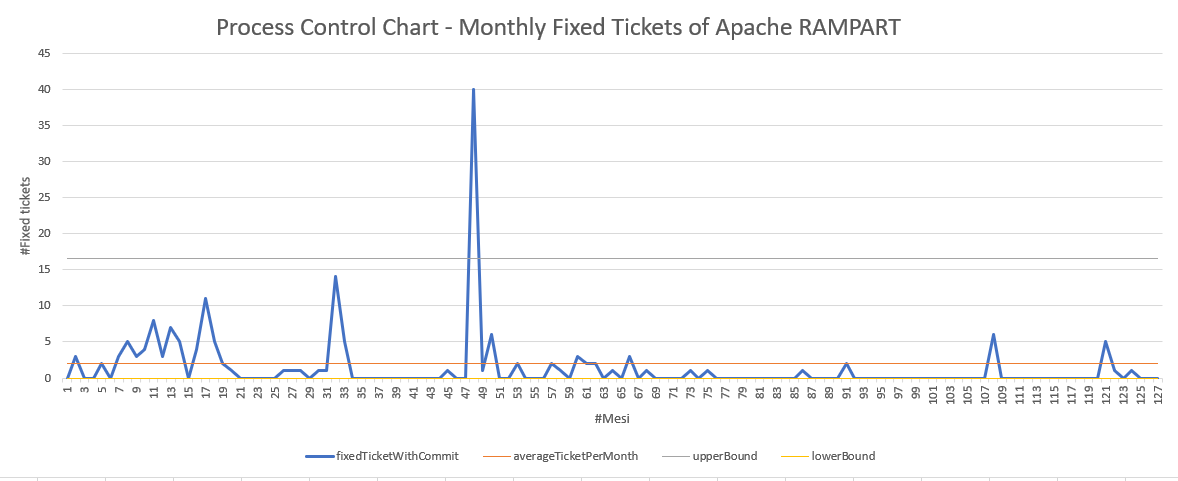 Process Control Chart - Monthly Fixed Tickets of Apache RAMPART
#Fixed tickets
45
40
35
30
25
20
15
10
5
0
1 3 5 7 9 11 13 15 17 19 21 23 25 27 29 31 33 35 37 39 41 43 45 47 49 51 53 55 57 59 61 63 65 67 69 71 73 75 77 79 81 83 85 87 89 91 93 95 97 99 101 103 105 107 109 111 113 115 117 119 121 123 125 127
#Mesi
fixedTicketWithCommit averageTicketPerMonth upperBound lowerBound